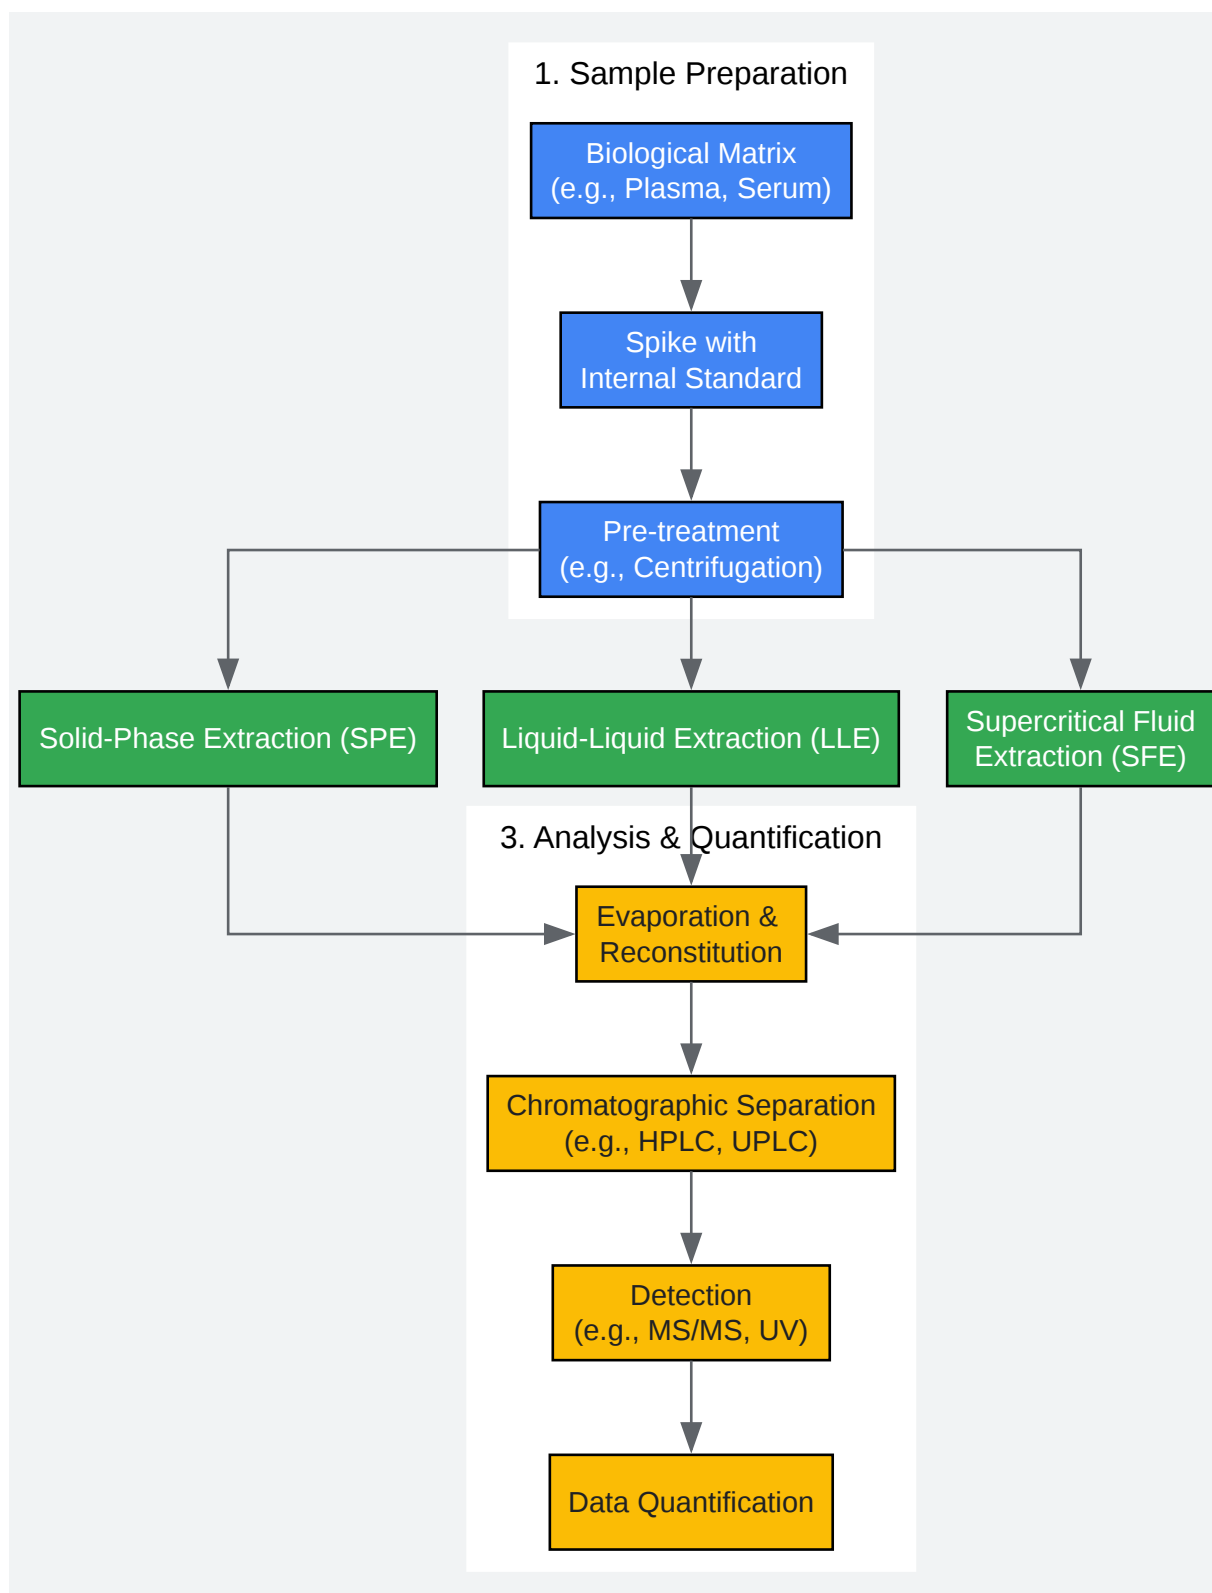 1. Sample Preparation
Biological Matrix
(e.g., Plasma, Serum)
Spike with
Internal Standard
Pre-treatment
(e.g., Centrifugation)
Solid-Phase Extraction (SPE)
Liquid-Liquid Extraction (LLE)
Supercritical Fluid
Extraction (SFE)
3. Analysis & Quantification
Evaporation &
Reconstitution
Chromatographic Separation
(e.g., HPLC, UPLC)
Detection
(e.g., MS/MS, UV)
Data Quantification